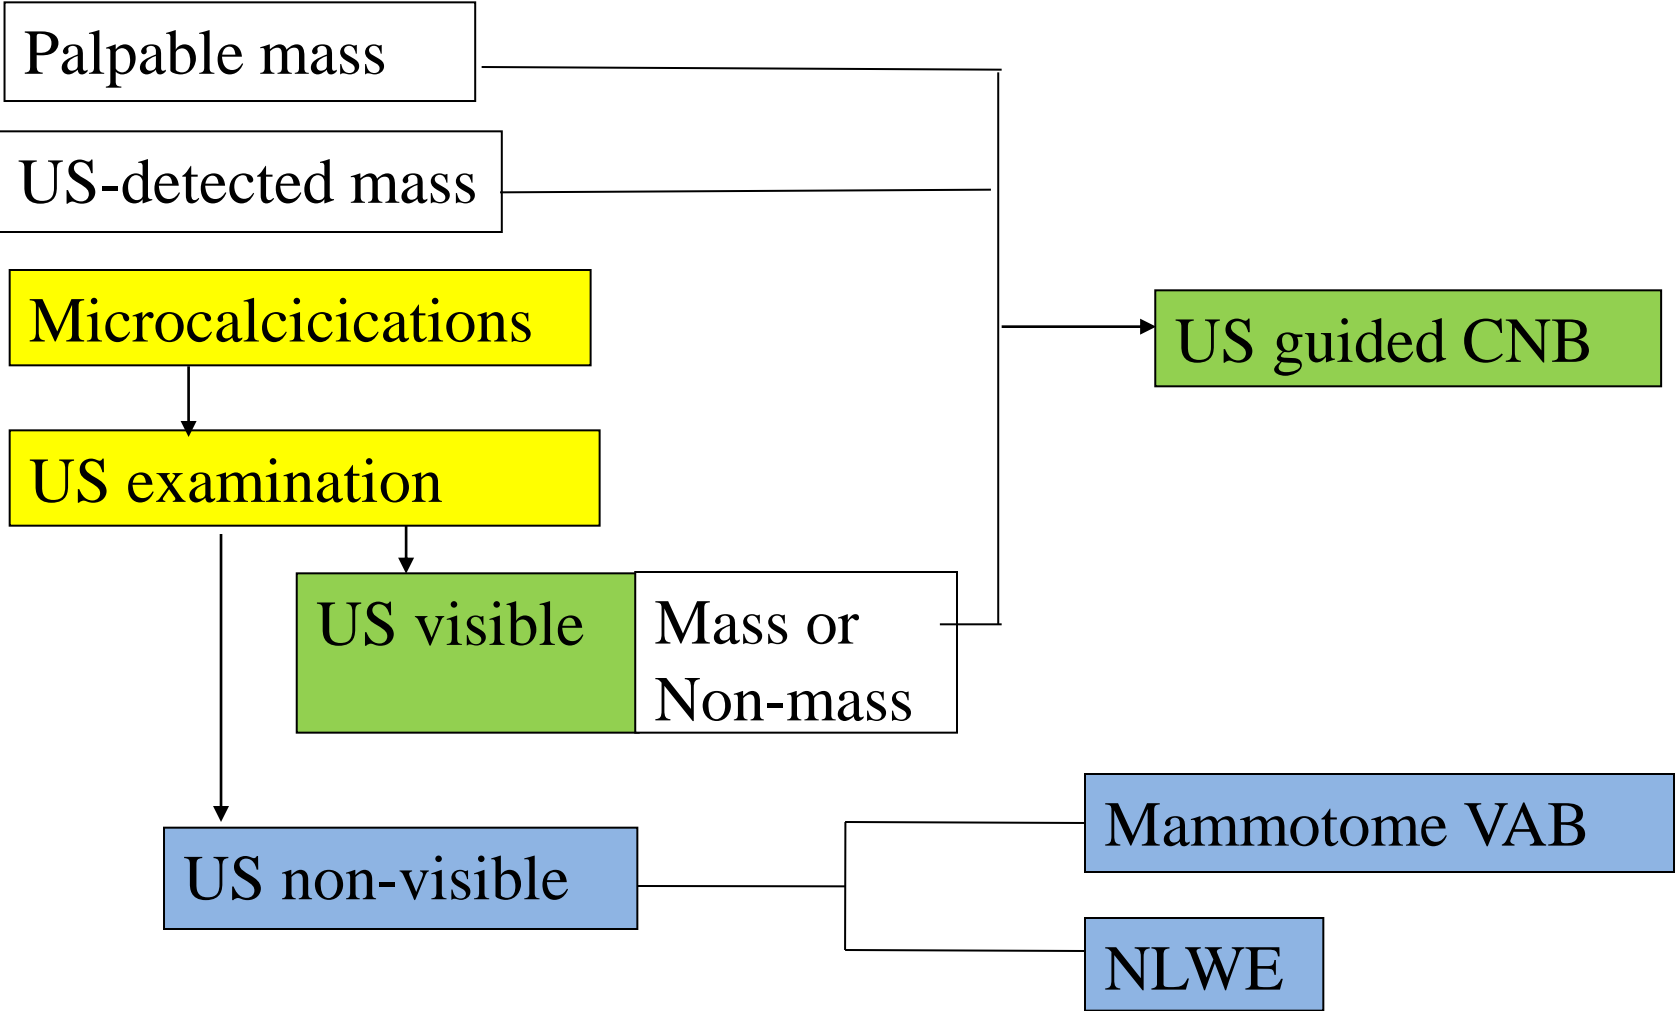 Palpable mass
US-detected mass
Microcalcicications
US guided CNB
US examination
US visible
Mass or
Non-mass
Mammotome VAB
US non-visible
NLWE